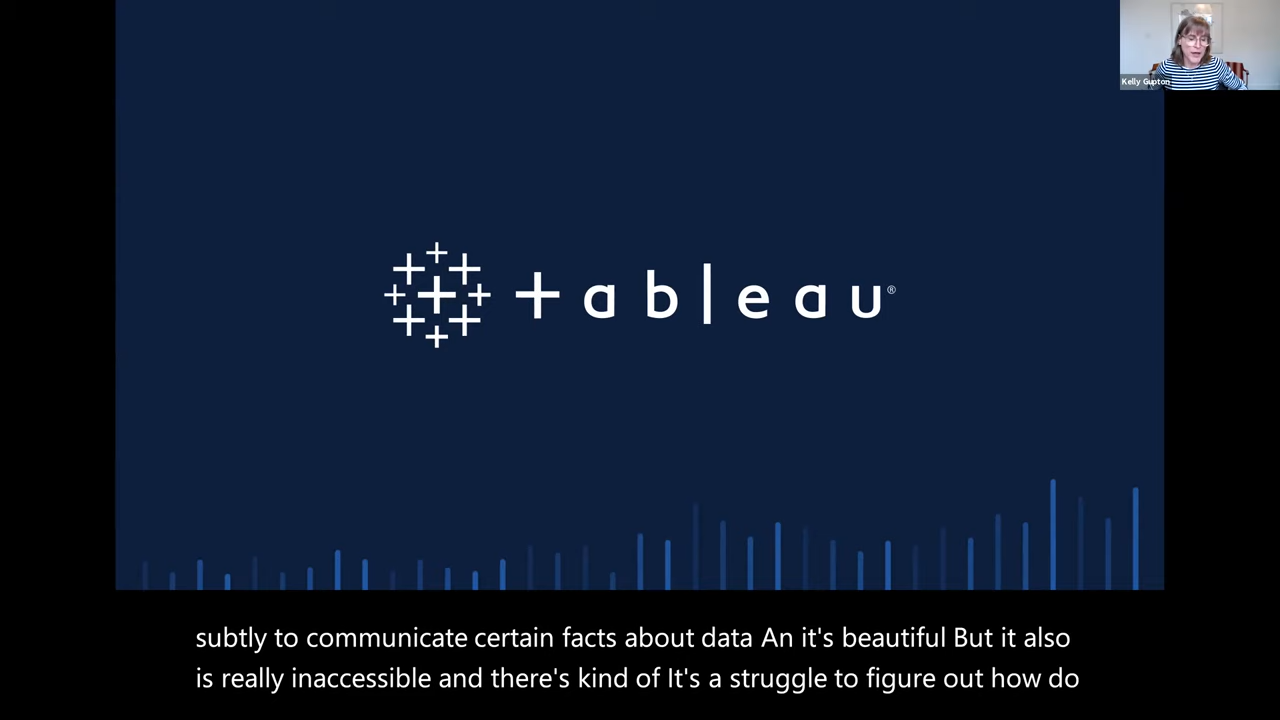 Kelly Gupton
+ableau®
subtly to communicate certain facts about data An it's beautiful But it also
is really inaccessible and there's kind of It's a struggle to figure out how do